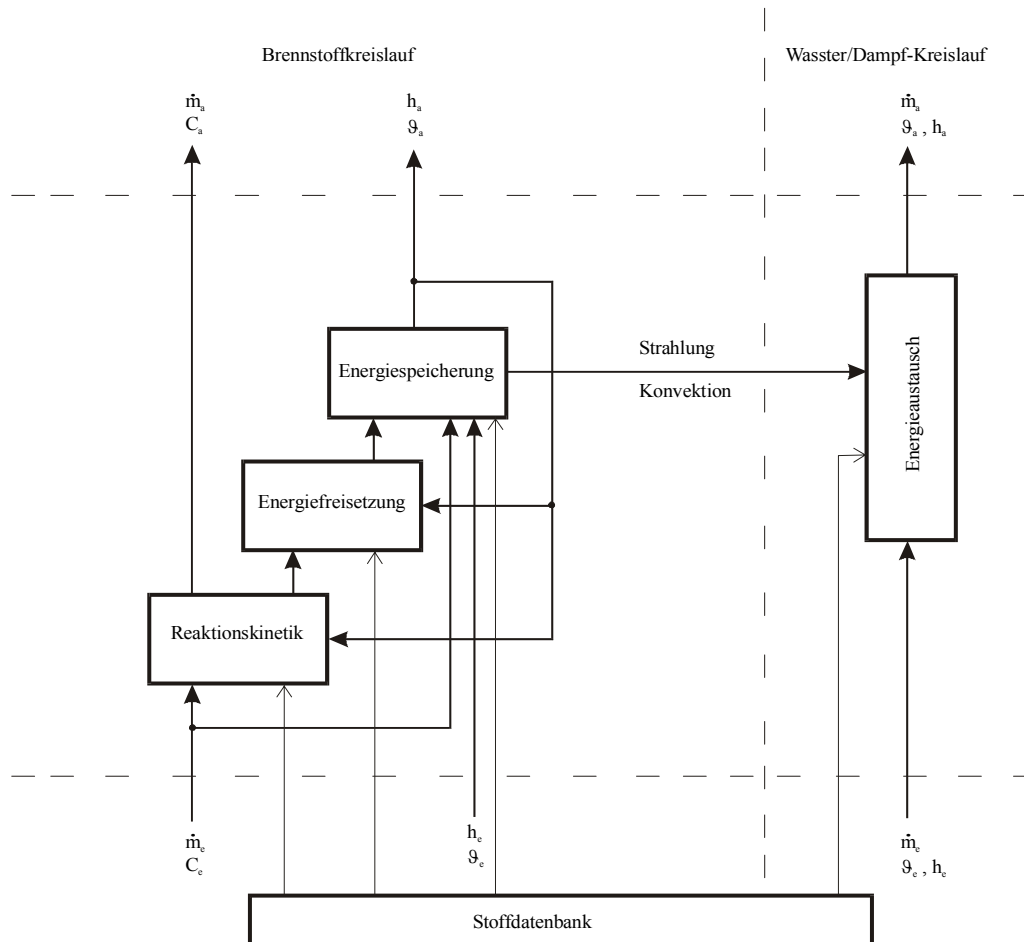 Brennstoffkreislauf
Wasster/Dampf-Kreislauf
ṁa
Ca
ha
ϑa
ṁa
ϑa , ha
Strahlung
Energiespeicherung
Konvektion
Energieaustausch
Energiefreisetzung
Reaktionskinetik
ṁe
Ce
he
ϑe
ṁe
ϑe , he
Stoffdatenbank